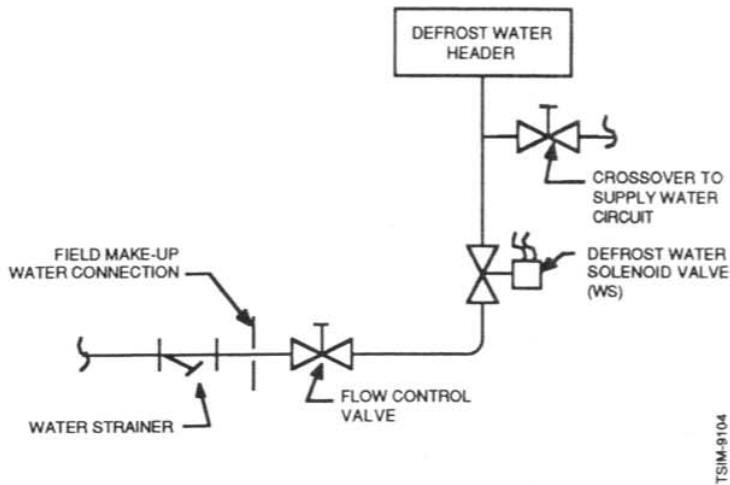 DEFROST WATER
HEADER
CROSSOVER TO
SUPPLY WATER
CIRCUIT
FIELD MAKE-UP
WATER CONNECTION
DEFROST WATER
SOLENOID VALVE
(WS)
FLOW CONTROL
VALVE
WATER STRAINER
TSIM-9104